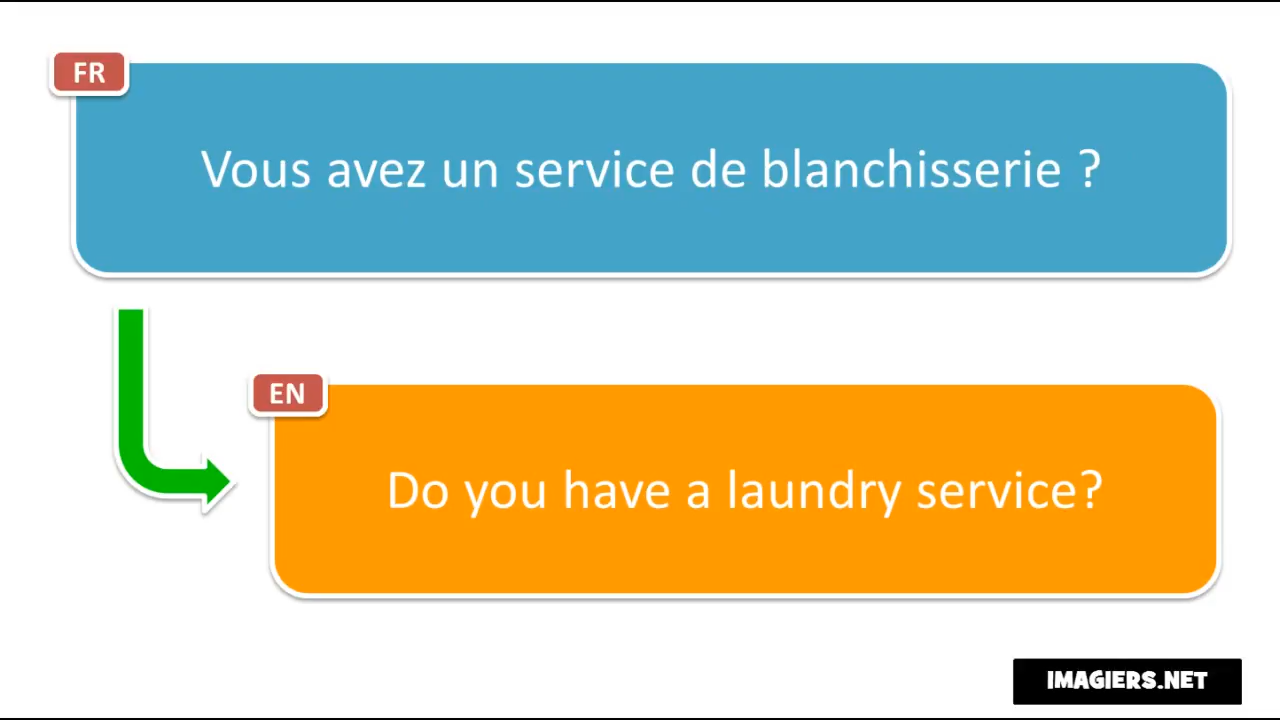 FR
Vous avez un service de blanchisserie ?
EN
Do you have a laundry service?
IMAGIERS.NET